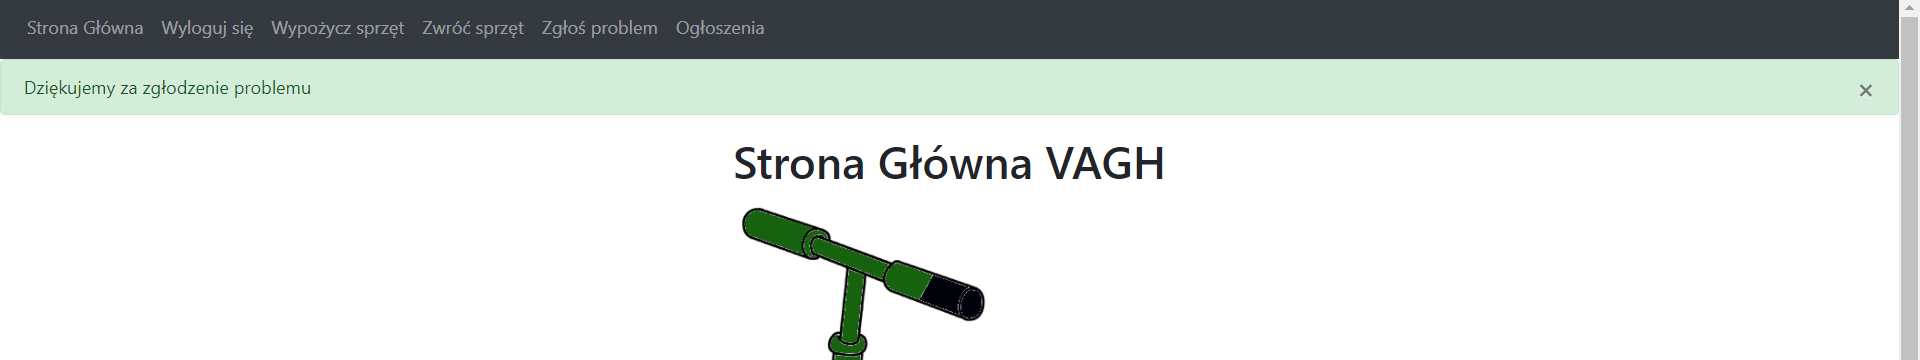 Strona Główna Wyloguj się Wypożycz sprzęt Zwróć sprzęt Zgłoś problem Ogłoszenia
Dziękujemy za zgłodzenie problemu ×
Strona Główna VAGH